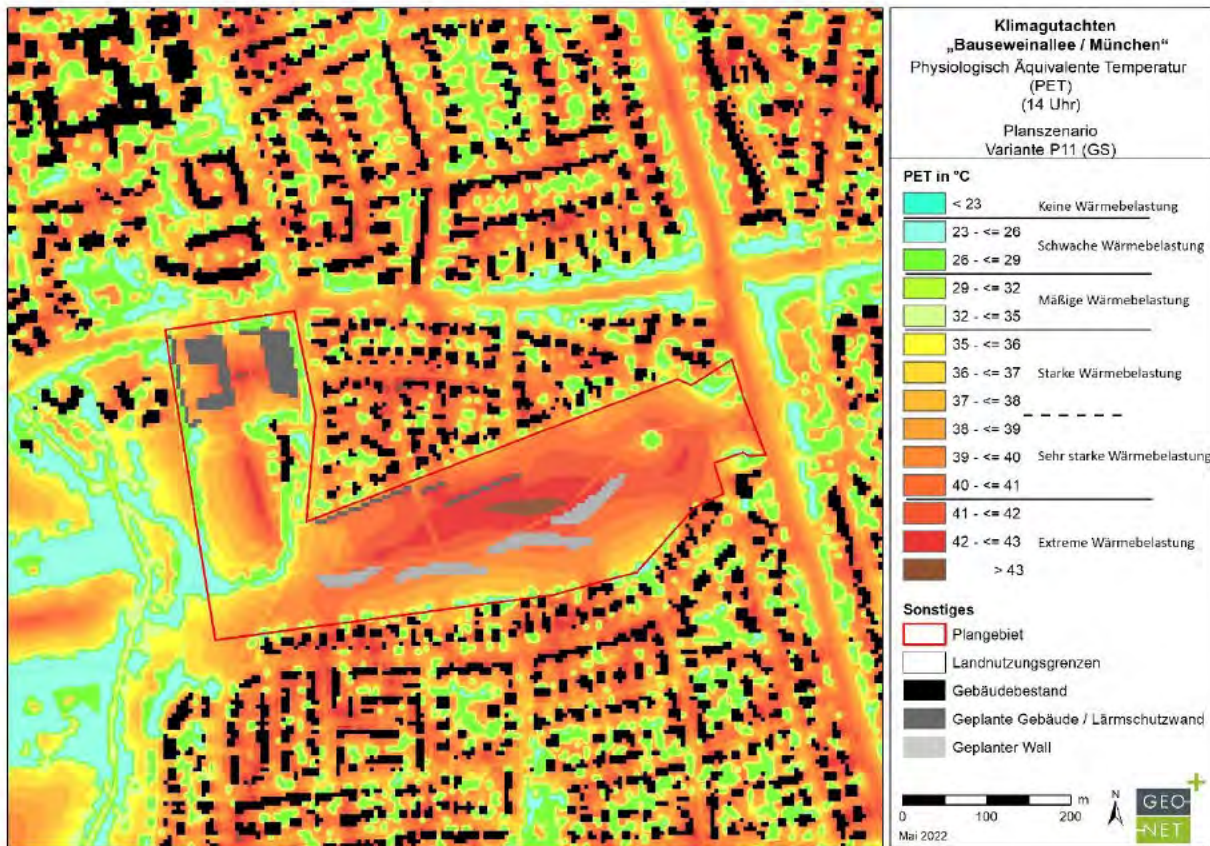 Klimagutachten
„Bauseweinallee / München“
Physiologisch Äquivalente Temperatur
(PET)
(14 Uhr)
Planszenario
Variante P11 (GS)
PET in °C
< 23 Keine Wärmebelastung
23 - <= 26
Schwache Wärmebelastung
26 - <= 29
29 - <= 32
Mäßige Wärmebelastung
32 - <= 35
35 - <= 36
36 - <= 37 Starke Wärmebelastung
37 - <= 38
38 - <= 39
39 - <= 40 Sehr starke Wärmebelastung
40 - <= 41
41 - <= 42
42 - <= 43 Extreme Wärmebelastung
> 43
Sonstiges
Plangebiet
Landnutzungsgrenzen
Gebäudebestand
Geplante Gebäude / Lärmschutzwand
Geplanter Wall
m
0 100 200
N
Mai 2022
GEO
NET